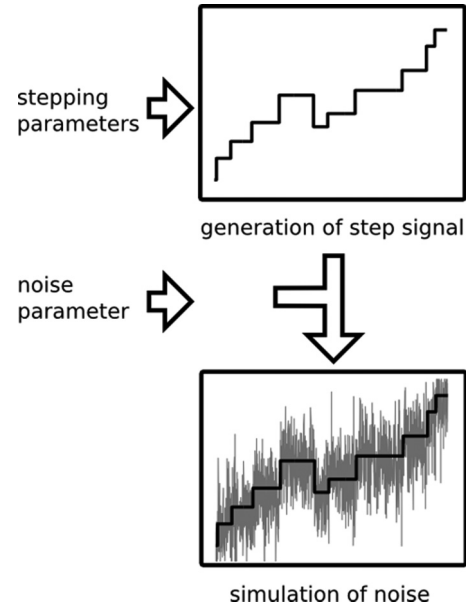 stepping
parameters
generation of step signal
noise
parameter
simulation of noise